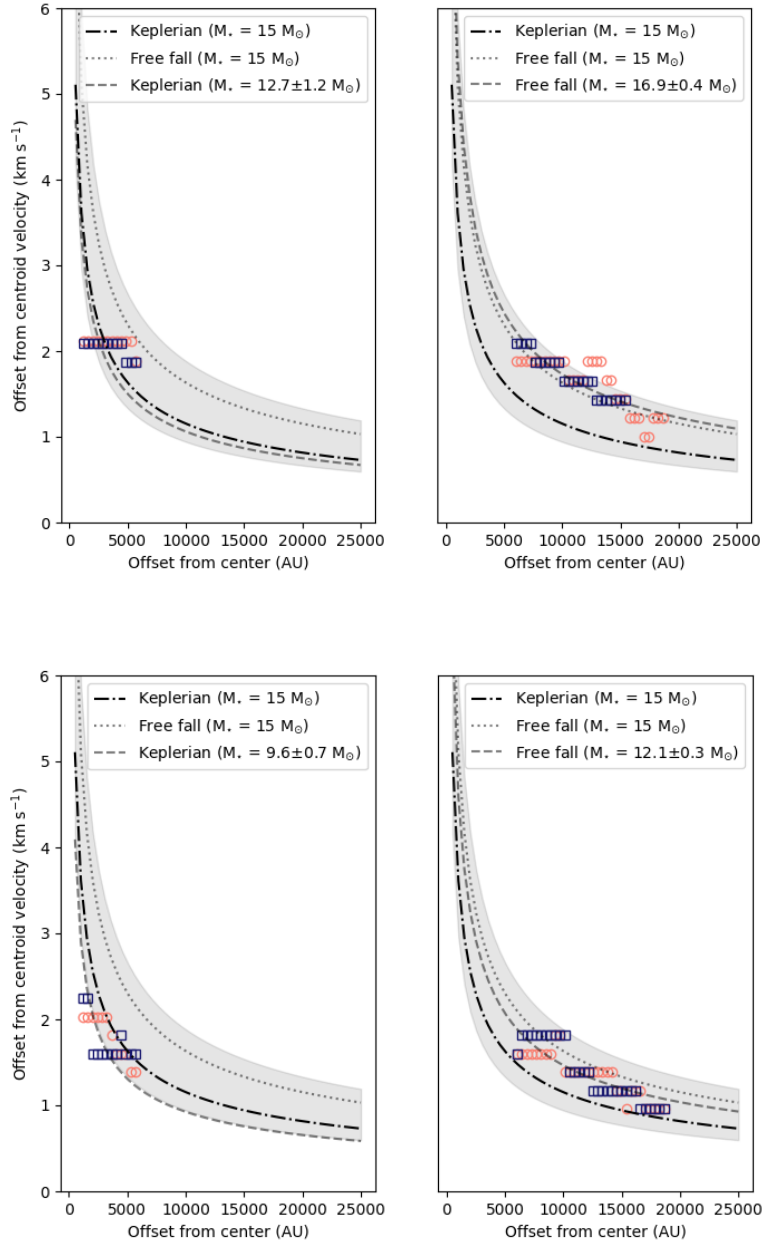 6
5
4
3
2
1
0
Offset from centroid velocity (km s⁻¹)
Keplerian (M⋆ = 15 M⊙)
Free fall (M⋆ = 15 M⊙)
Keplerian (M⋆ = 12.7±1.2 M⊙)
0 5000 10000 15000 20000 25000
Offset from center (AU)
Keplerian (M⋆ = 15 M⊙)
Free fall (M⋆ = 15 M⊙)
Free fall (M⋆ = 16.9±0.4 M⊙)
0 5000 10000 15000 20000 25000
Offset from center (AU)
6
5
4
3
2
1
0
Offset from centroid velocity (km s⁻¹)
Keplerian (M⋆ = 15 M⊙)
Free fall (M⋆ = 15 M⊙)
Keplerian (M⋆ = 9.6±0.7 M⊙)
0 5000 10000 15000 20000 25000
Offset from center (AU)
Keplerian (M⋆ = 15 M⊙)
Free fall (M⋆ = 15 M⊙)
Free fall (M⋆ = 12.1±0.3 M⊙)
0 5000 10000 15000 20000 25000
Offset from center (AU)